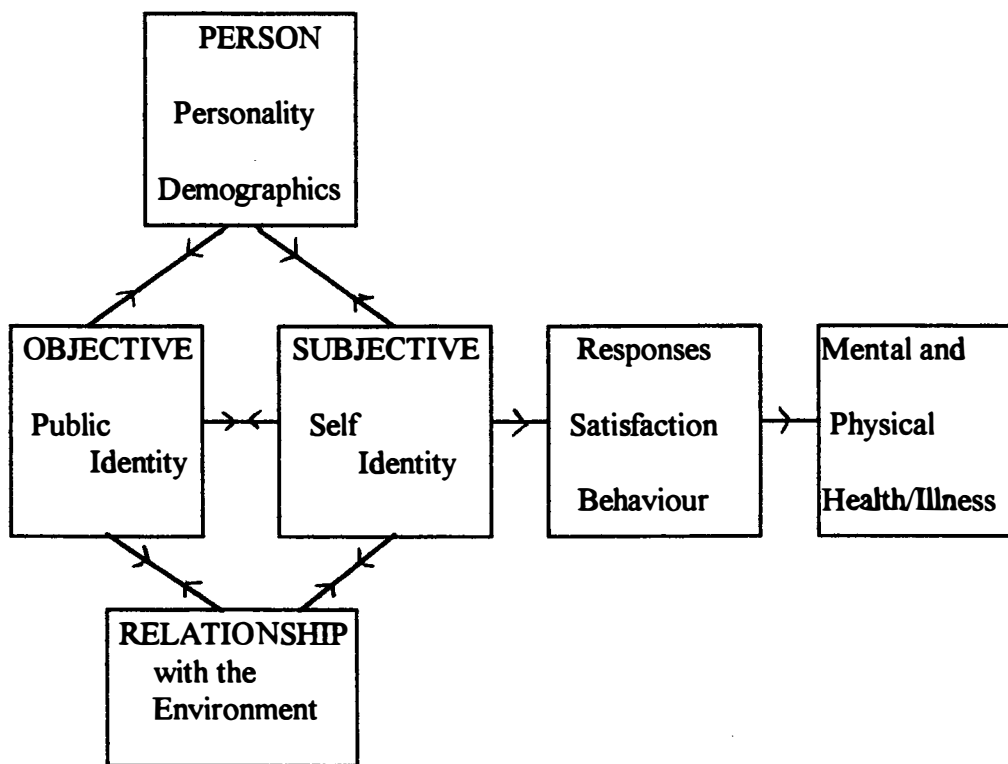 PERSON
Personality
Demographics
OBJECTIVE
Public
Identity
SUBJECTIVE
Self
Identity
Responses
Satisfaction
Behaviour
Mental and
Physical
Health/Illness
RELATIONSHIP
with the
Environment